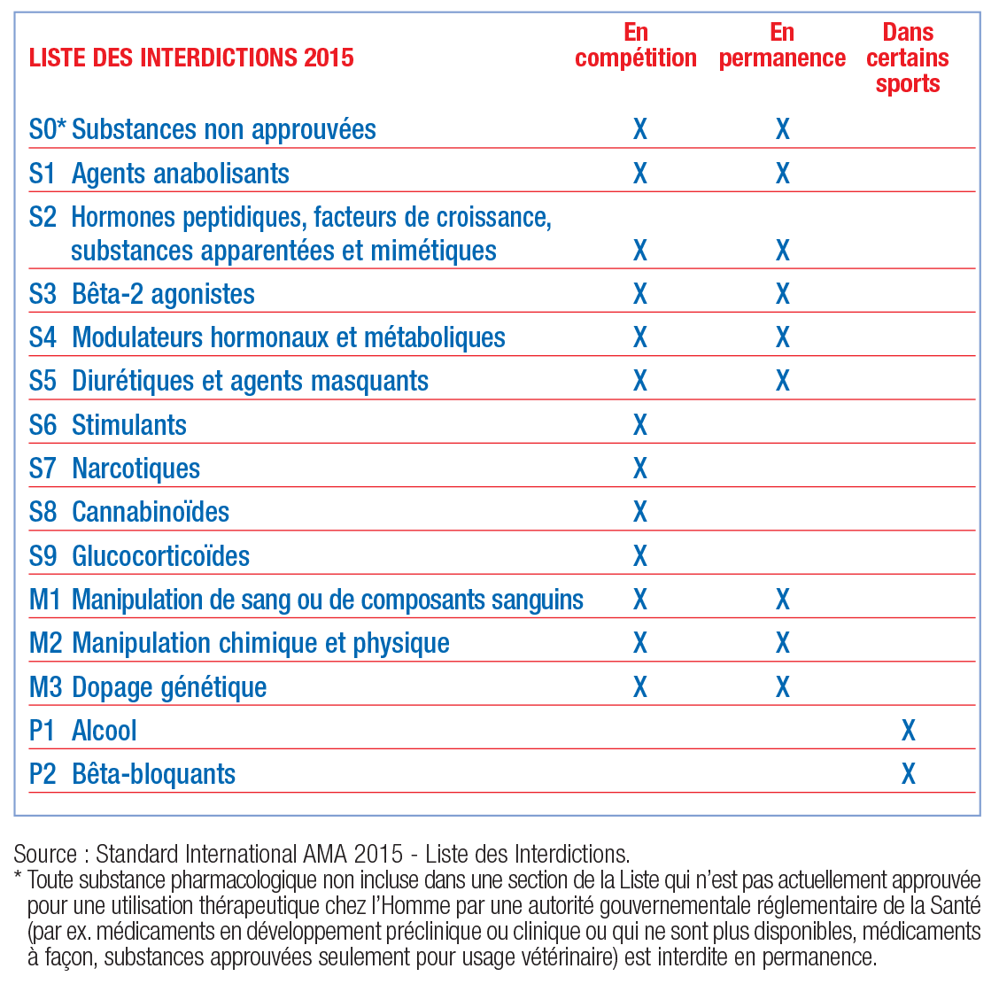 LISTE DES INTERDICTIONS 2015
En compétition
En permanence
Dans certains sports
S0* Substances non approuvées X X
S1 Agents anabolisants X X
S2 Hormones peptidiques, facteurs de croissance,
substances apparentées et mimétiques X X
S3 Bêta-2 agonistes X X
S4 Modulateurs hormonaux et métaboliques X X
S5 Diurétiques et agents masquants X X
S6 Stimulants X
S7 Narcotiques X
S8 Cannabinoïdes X
S9 Glucocorticoïdes X
M1 Manipulation de sang ou de composants sanguins X X
M2 Manipulation chimique et physique X X
M3 Dopage génétique X X
P1 Alcool X
P2 Bêta-bloquants X
Source : Standard International AMA 2015 - Liste des Interdictions.
* Toute substance pharmacologique non incluse dans une section de la Liste qui n’est pas actuellement approuvée
pour une utilisation thérapeutique chez l’Homme par une autorité gouvernementale réglementaire de la Santé
(par ex. médicaments en développement préclinique ou clinique ou qui ne sont plus disponibles, médicaments
à façon, substances approuvées seulement pour usage vétérinaire) est interdite en permanence.